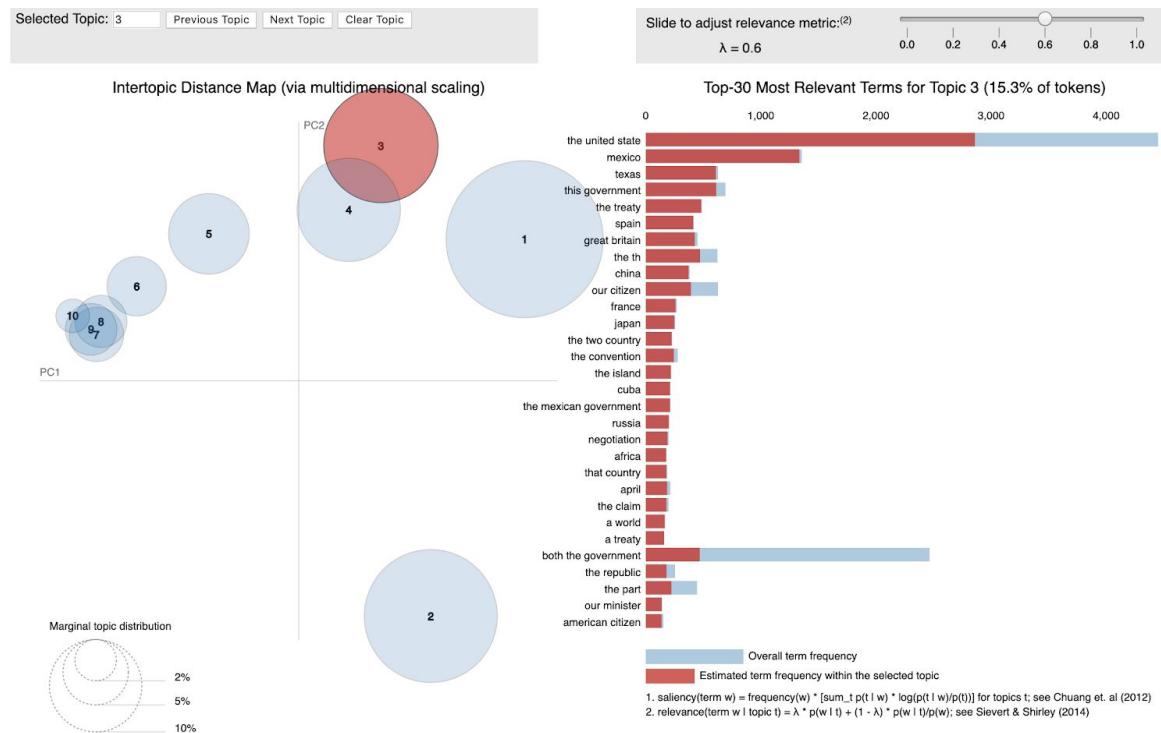 Selected Topic: 3 Previous Topic Next Topic Clear Topic
Slide to adjust relevance metric:(2)
λ = 0.6
0.0 0.2 0.4 0.6 0.8 1.0
Intertopic Distance Map (via multidimensional scaling)
PC2
PC1
1
2
3
4
5
6
7
8
9
10
Marginal topic distribution
2%
5%
10%
Top-30 Most Relevant Terms for Topic 3 (15.3% of tokens)
0 1,000 2,000 3,000 4,000
the united state
mexico
texas
this government
the treaty
spain
great britain
the th
china
our citizen
france
japan
the two country
the convention
the island
cuba
the mexican government
russia
negotiation
africa
that country
april
the claim
a world
a treaty
both the government
the republic
the part
our minister
american citizen
Overall term frequency
Estimated term frequency within the selected topic
1. saliency(term w) = frequency(w) * [sum_t p(t | w) * log(p(t | w)/p(t))] for topics t; see Chuang et. al (2012)
2. relevance(term w | topic t) = λ * p(w | t) + (1 - λ) * p(w | t)/p(w); see Sievert & Shirley (2014)